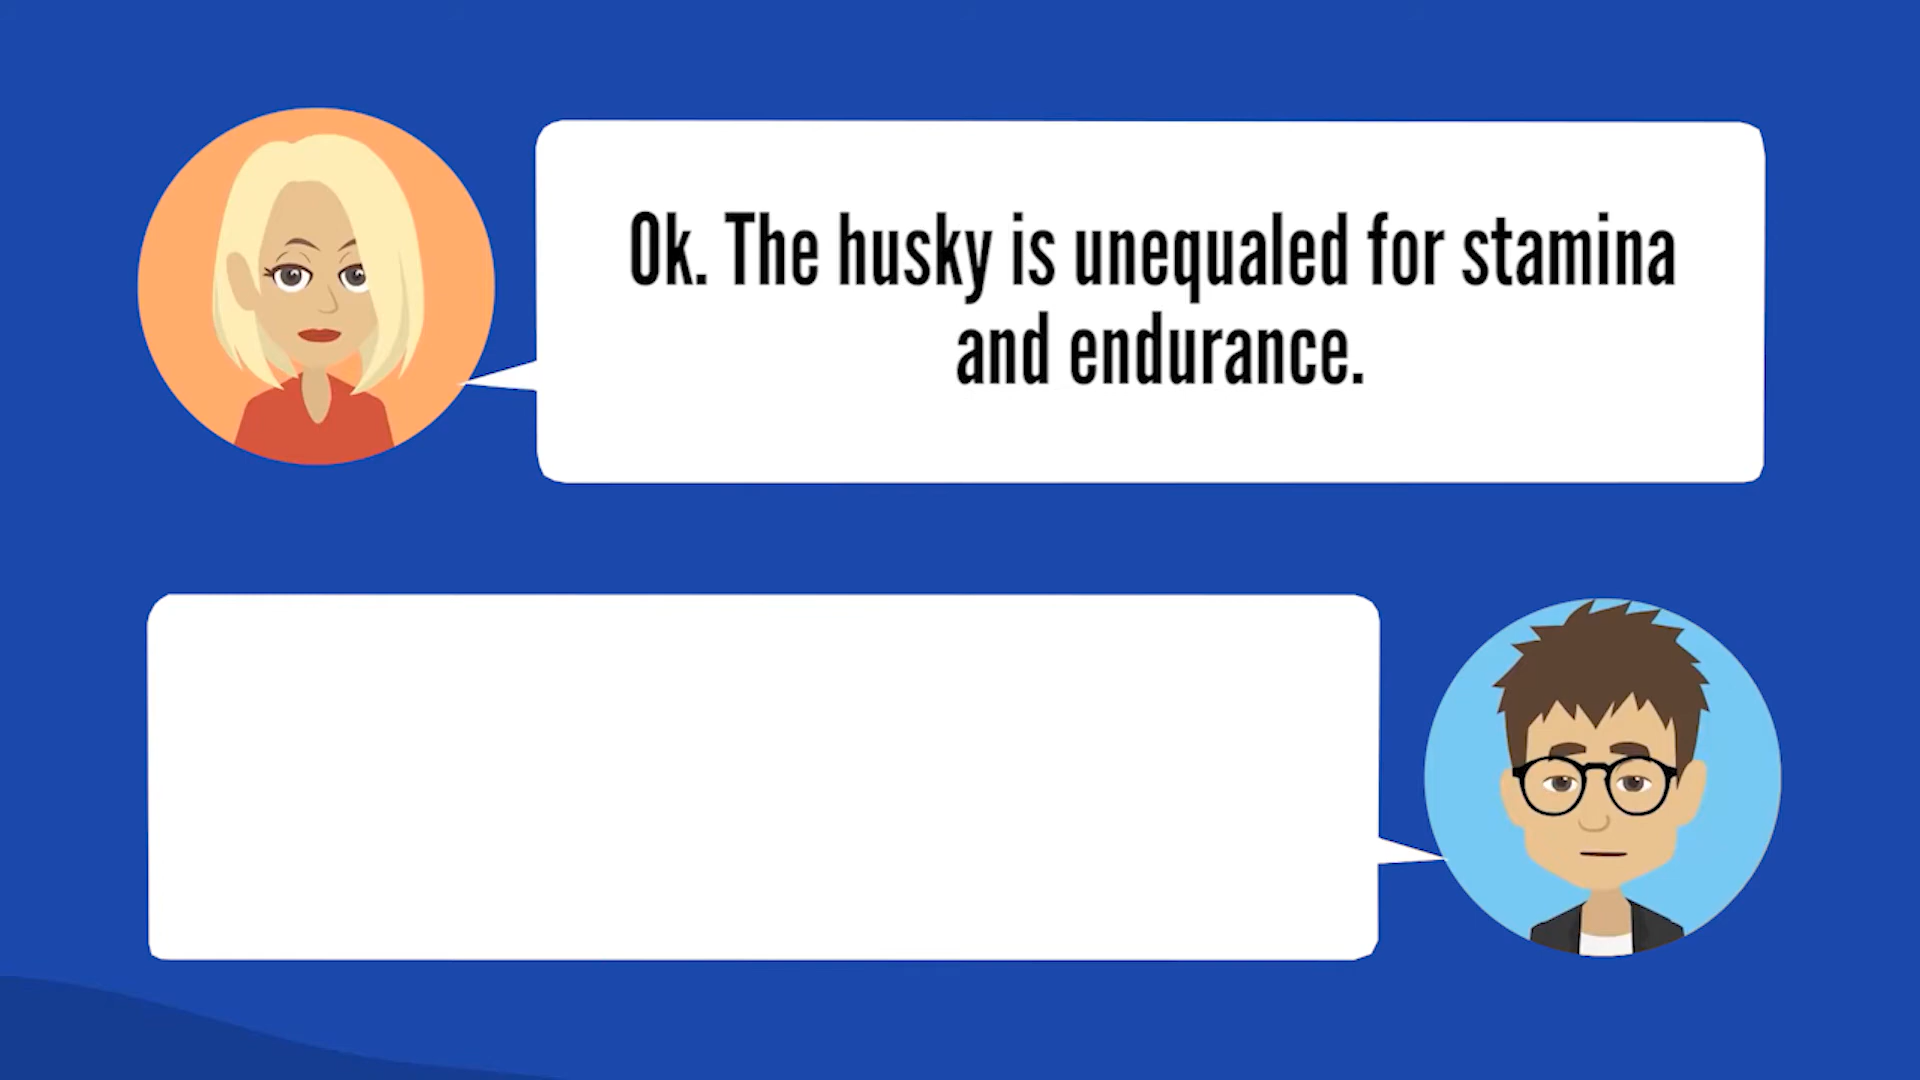 Ok. The husky is unequaled for stamina
and endurance.